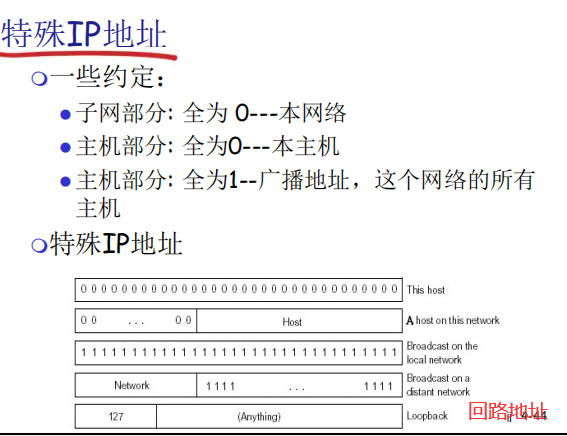 特殊IP地址
一些约定：
子网部分: 全为 0---本网络
主机部分: 全为0---本主机
主机部分: 全为1--广播地址，这个网络的所有
主机
特殊IP地址
0 0 0 0 0 0 0 0 0 0 0 0 0 0 0 0 0 0 0 0 0 0 0 0 0 0 0 0 0 0 0 0 This host
0 0 ... 0 0 Host A host on this network
1 1 1 1 1 1 1 1 1 1 1 1 1 1 1 1 1 1 1 1 1 1 1 1 1 1 1 1 1 1 1 1 Broadcast on the
local network
Network 1 1 1 1 ... 1 1 1 1 Broadcast on a
distant network
127 (Anything) Loopback 回路地址 4-44